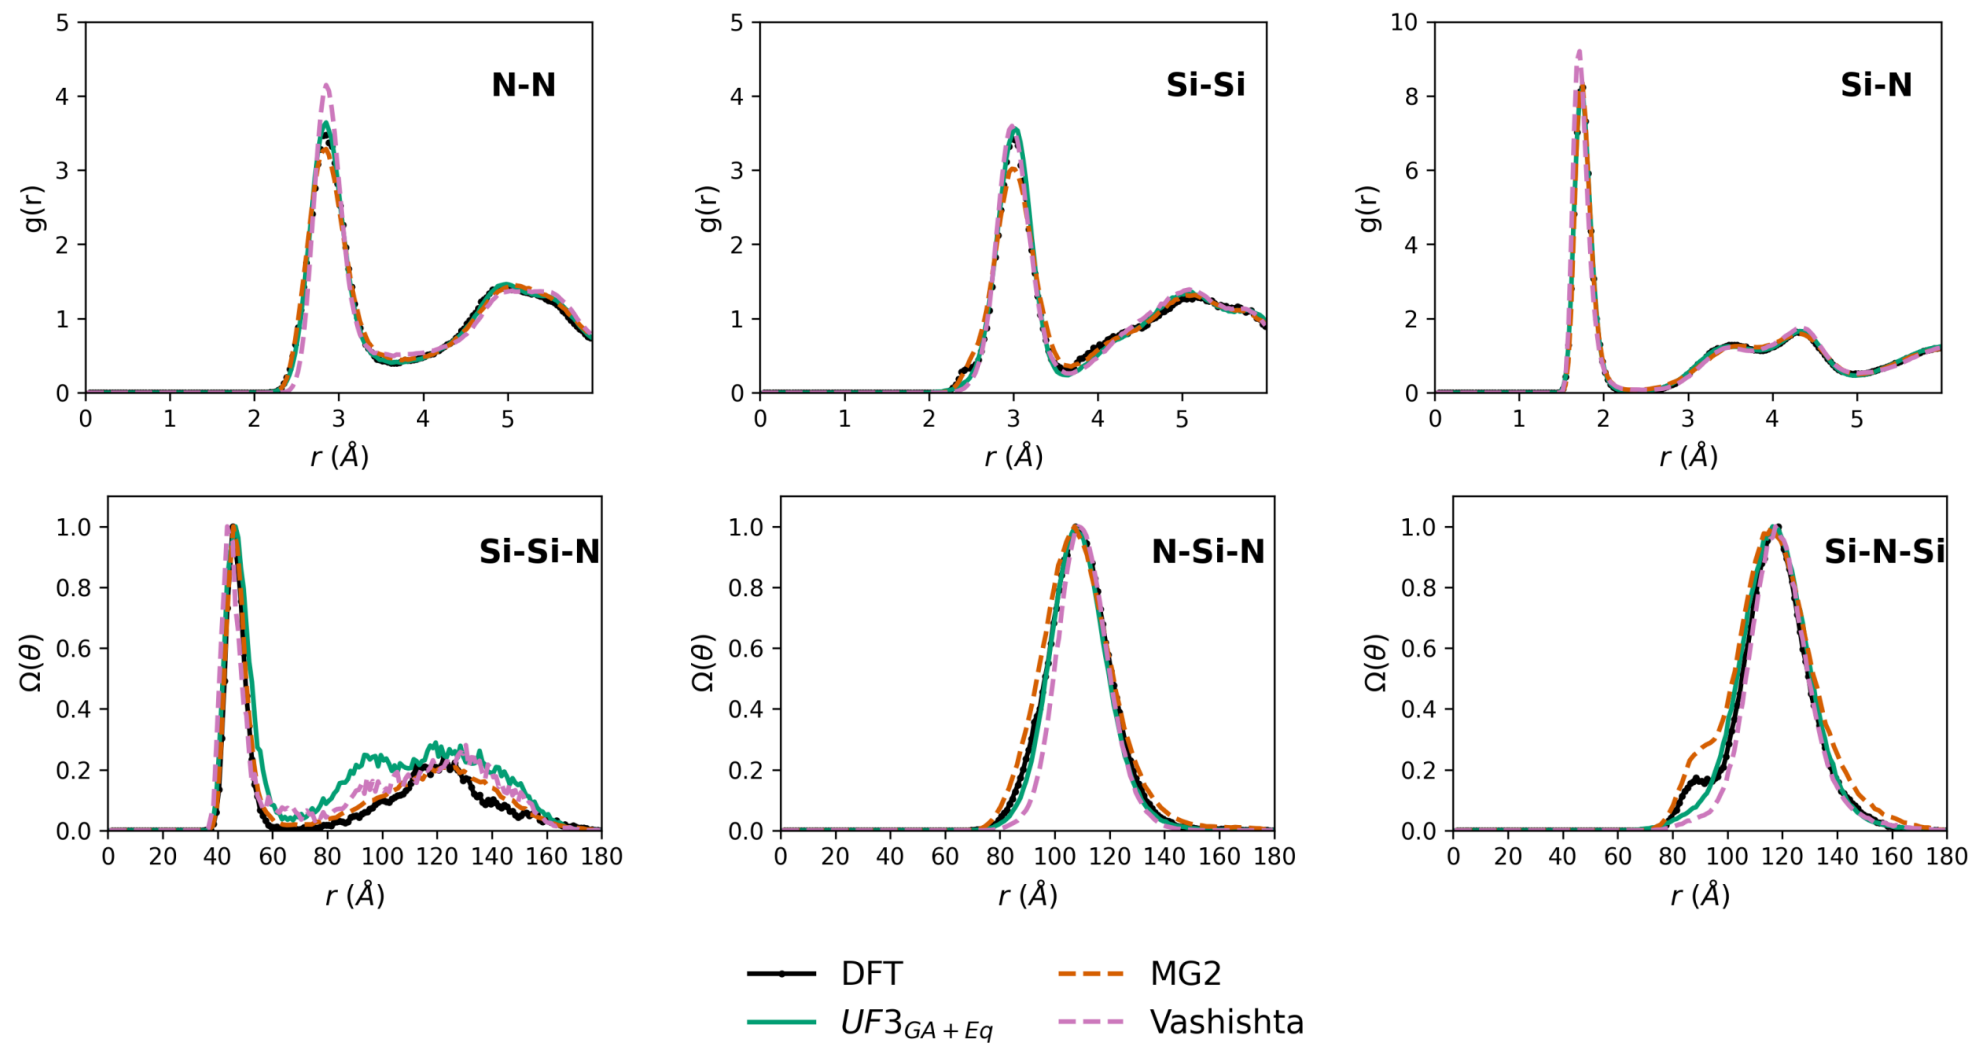 N-N
g(r)
5
4
3
2
1
0
0 1 2 3 4 5
r (Å)
Si-Si
g(r)
5
4
3
2
1
0
0 1 2 3 4 5
r (Å)
Si-N
g(r)
10
8
6
4
2
0
0 1 2 3 4 5
r (Å)
Si-Si-N
Ω(θ)
1.0
0.8
0.6
0.4
0.2
0.0
0 20 40 60 80 100 120 140 160 180
r (Å)
N-Si-N
Ω(θ)
1.0
0.8
0.6
0.4
0.2
0.0
0 20 40 60 80 100 120 140 160 180
r (Å)
Si-N-Si
Ω(θ)
1.0
0.8
0.6
0.4
0.2
0.0
0 20 40 60 80 100 120 140 160 180
r (Å)
DFT
UF3GA+Eq
MG2
Vashishta